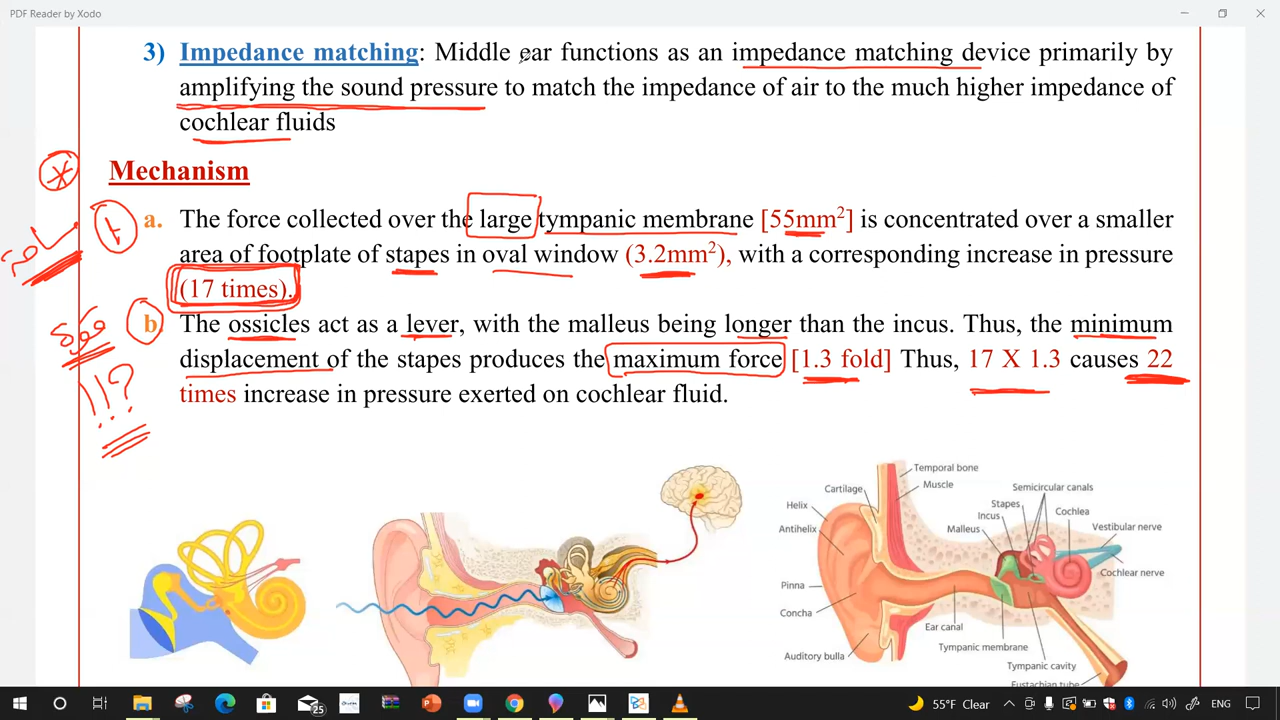 PDF Reader by Xodo
3) Impedance matching: Middle ear functions as an impedance matching device primarily by
amplifying the sound pressure to match the impedance of air to the much higher impedance of
cochlear fluids
Mechanism
a. The force collected over the large tympanic membrane [55mm²] is concentrated over a smaller
area of footplate of stapes in oval window (3.2mm²), with a corresponding increase in pressure
(17 times).
b. The ossicles act as a lever, with the malleus being longer than the incus. Thus, the minimum
displacement of the stapes produces the maximum force [1.3 fold] Thus, 17 X 1.3 causes 22
times increase in pressure exerted on cochlear fluid.
!!?
Temporal bone
Muscle
Cartilage
Semicircular canals
Helix
Stapes
Incus
Cochlea
Antihelix
Malleus
Vestibular nerve
Cochlear nerve
Pinna
Concha
Ear canal
Tympanic membrane
Auditory bulla
Tympanic cavity
Eustachian tube
25
55°F Clear
ENG